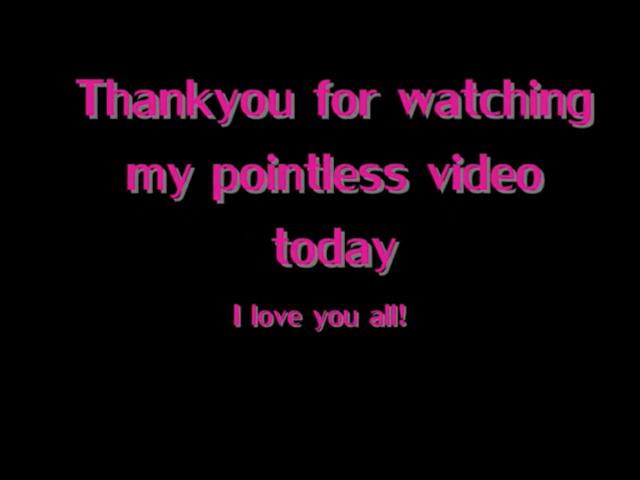 Thankyou for watching
my pointless video
today
I love you all!